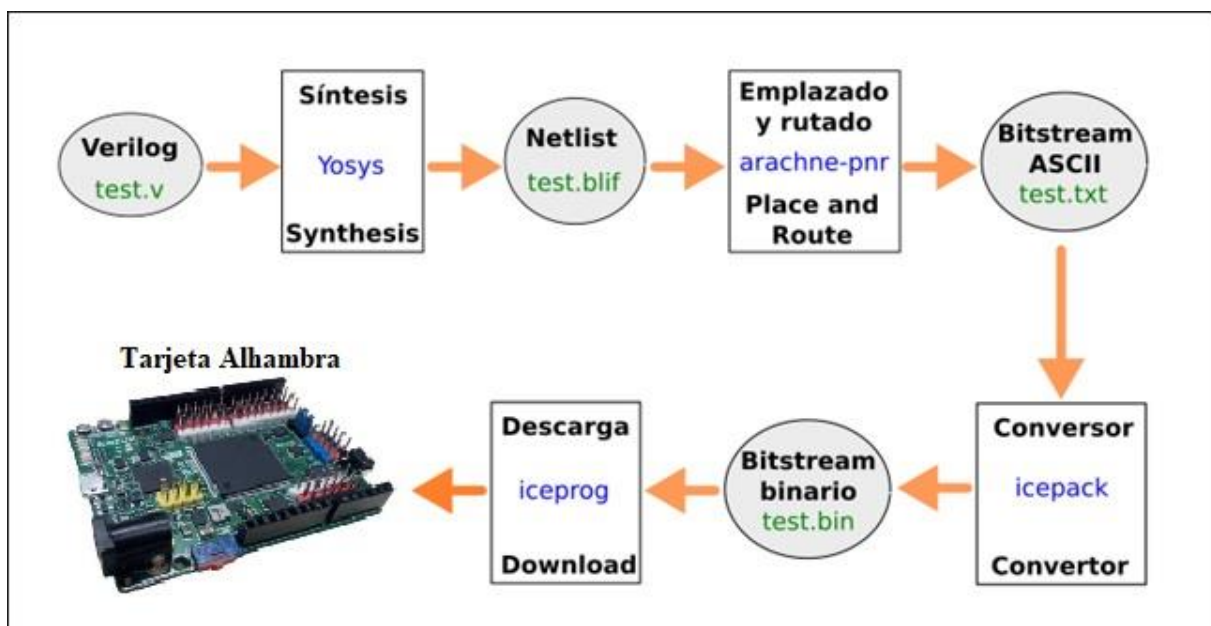 Verilog
test.v
Síntesis
Yosys
Synthesis
Netlist
test.blif
Emplazado
y rutado
arachne-pnr
Place and
Route
Bitstream
ASCII
test.txt
Conversor
icepack
Convertor
Bitstream
binario
test.bin
Descarga
iceprog
Download
Tarjeta Alhambra